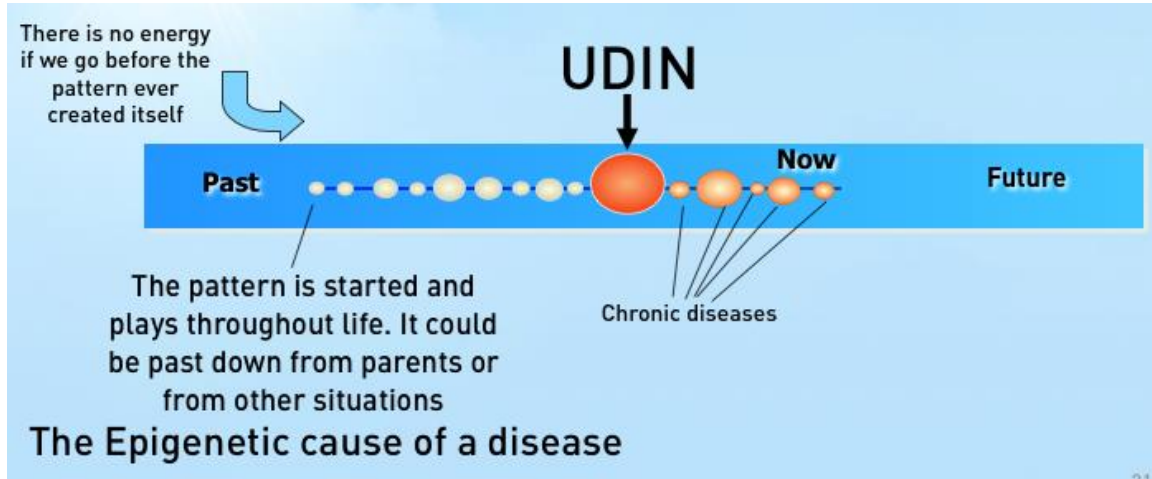 There is no energy
if we go before the
pattern ever
created itself
UDIN
Past
Now
Future
The pattern is started and
plays throughout life. It could
be past down from parents or
from other situations
Chronic diseases
The Epigenetic cause of a disease